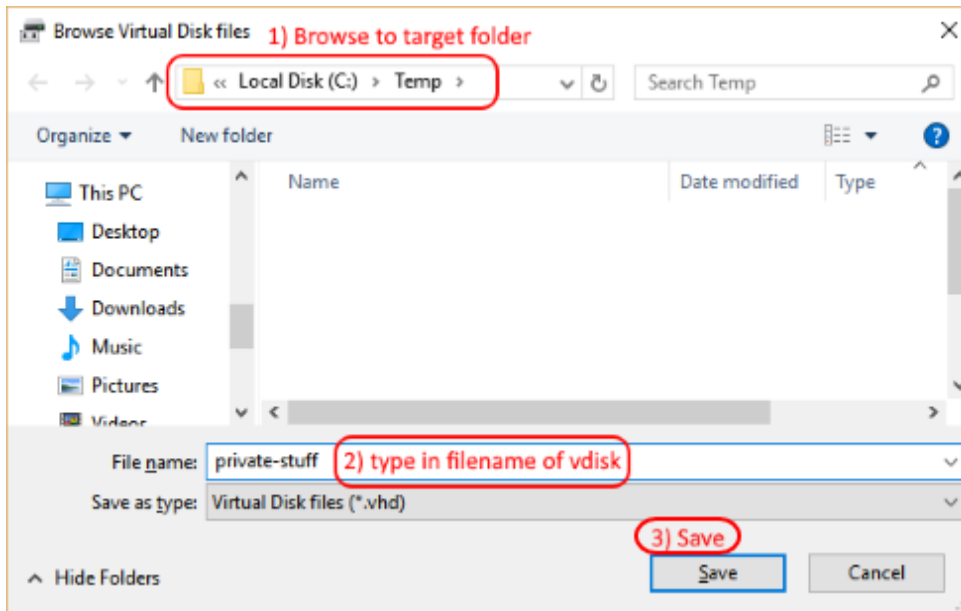 Browse Virtual Disk files 1) Browse to target folder
« Local Disk (C:) > Temp > Search Temp
Organize New folder
This PC Name Date modified Type
Desktop
Documents
Downloads
Music
Pictures
Videos
File name: private-stuff 2) type in filename of vdisk
Save as type: Virtual Disk files (*.vhd)
3) Save
Hide Folders Save Cancel